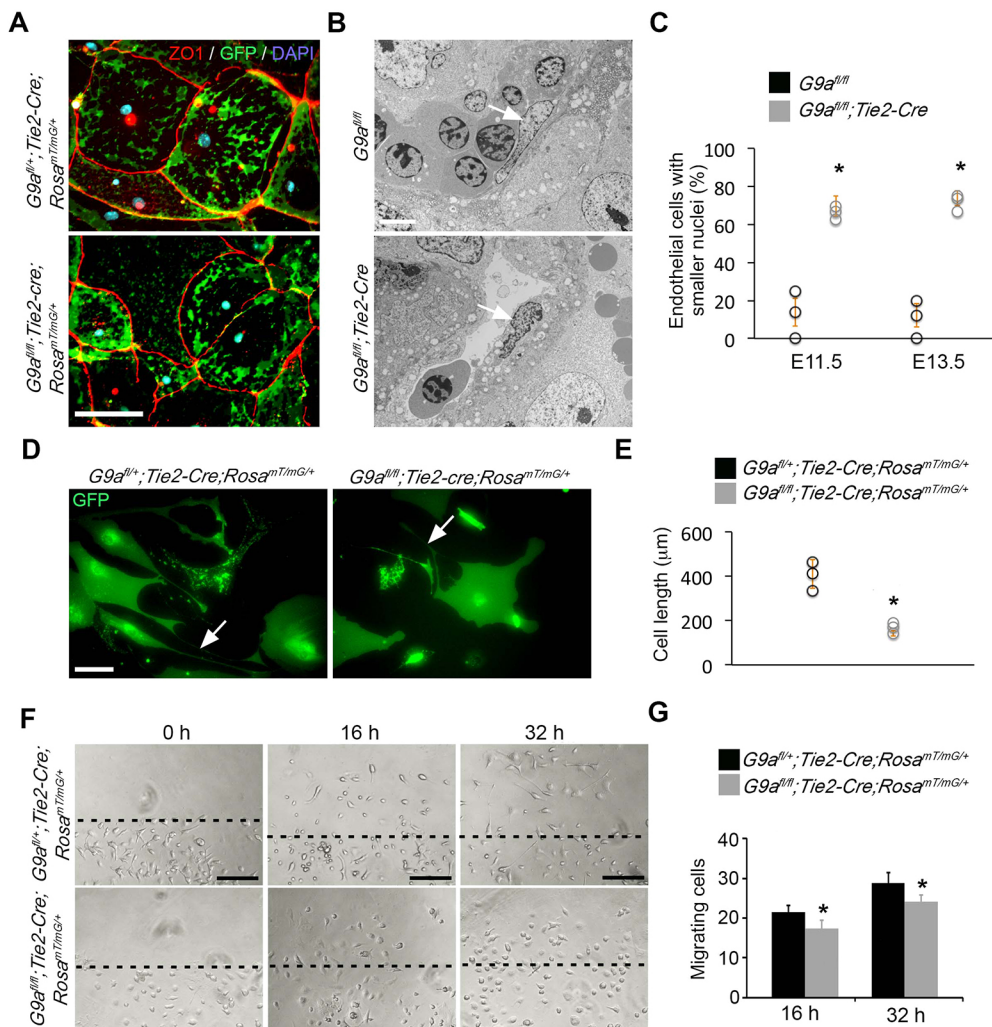 A
ZO1 / GFP / DAPI
G9a^fl/+;Tie2-Cre;
Rosa^mT/mG/+
G9a^fl/fl;Tie2-cre;
Rosa^mT/mG/+
B
G9a^fl/fl
G9a^fl/fl;Tie2-Cre
C
G9a^fl/fl
G9a^fl/fl;Tie2-Cre
Endothelial cells with
smaller nuclei (%)
100
80
60
40
20
0
*
*
E11.5
E13.5
D
G9a^fl/+;Tie2-Cre;Rosa^mT/mG/+
G9a^fl/fl;Tie2-cre;Rosa^mT/mG/+
GFP
E
G9a^fl/+;Tie2-Cre;Rosa^mT/mG/+
G9a^fl/fl;Tie2-Cre;Rosa^mT/mG/+
Cell length (μm)
600
400
200
0
*
F
0 h
16 h
32 h
G9a^fl/+;Tie2-Cre;
Rosa^mT/mG/+
G9a^fl/fl;Tie2-Cre;
Rosa^mT/mG/+
G
G9a^fl/+;Tie2-Cre;Rosa^mT/mG/+
G9a^fl/fl;Tie2-Cre;Rosa^mT/mG/+
Migrating cells
40
30
20
10
0
*
*
16 h
32 h